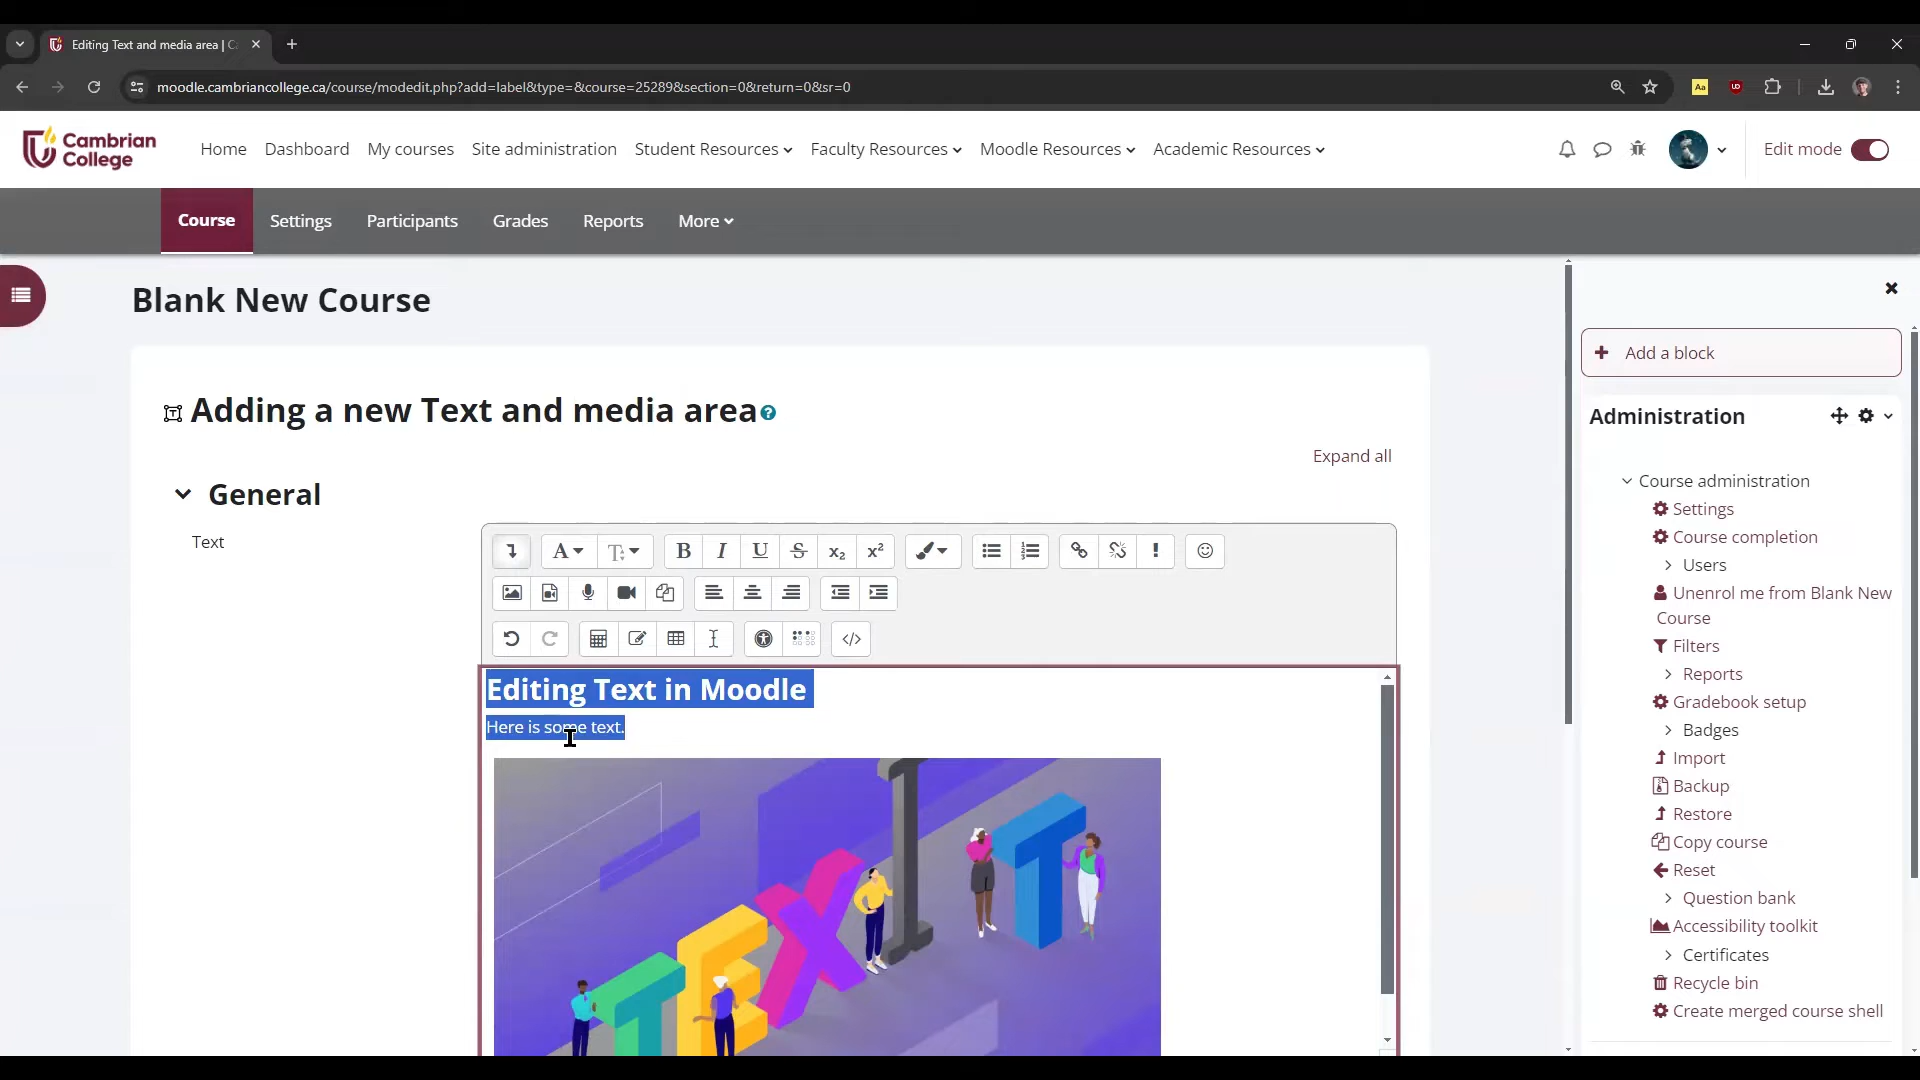 Editing Text and media area | C
moodle.cambriancollege.ca/course/modedit.php?add=label&type=&course=25289&section=0&return=0&sr=0
Aa
Cambrian
College
Home Dashboard My courses Site administration Student Resources Faculty Resources Moodle Resources Academic Resources
Edit mode
Course Settings Participants Grades Reports More
Blank New Course
Adding a new Text and media area
Expand all
General
Text
Editing Text in Moodle
Here is some text.
TEXT
Add a block
Administration
Course administration
Settings
Course completion
Users
Unenrol me from Blank New
Course
Filters
Reports
Gradebook setup
Badges
Import
Backup
Restore
Copy course
Reset
Question bank
Accessibility toolkit
Certificates
Recycle bin
Create merged course shell